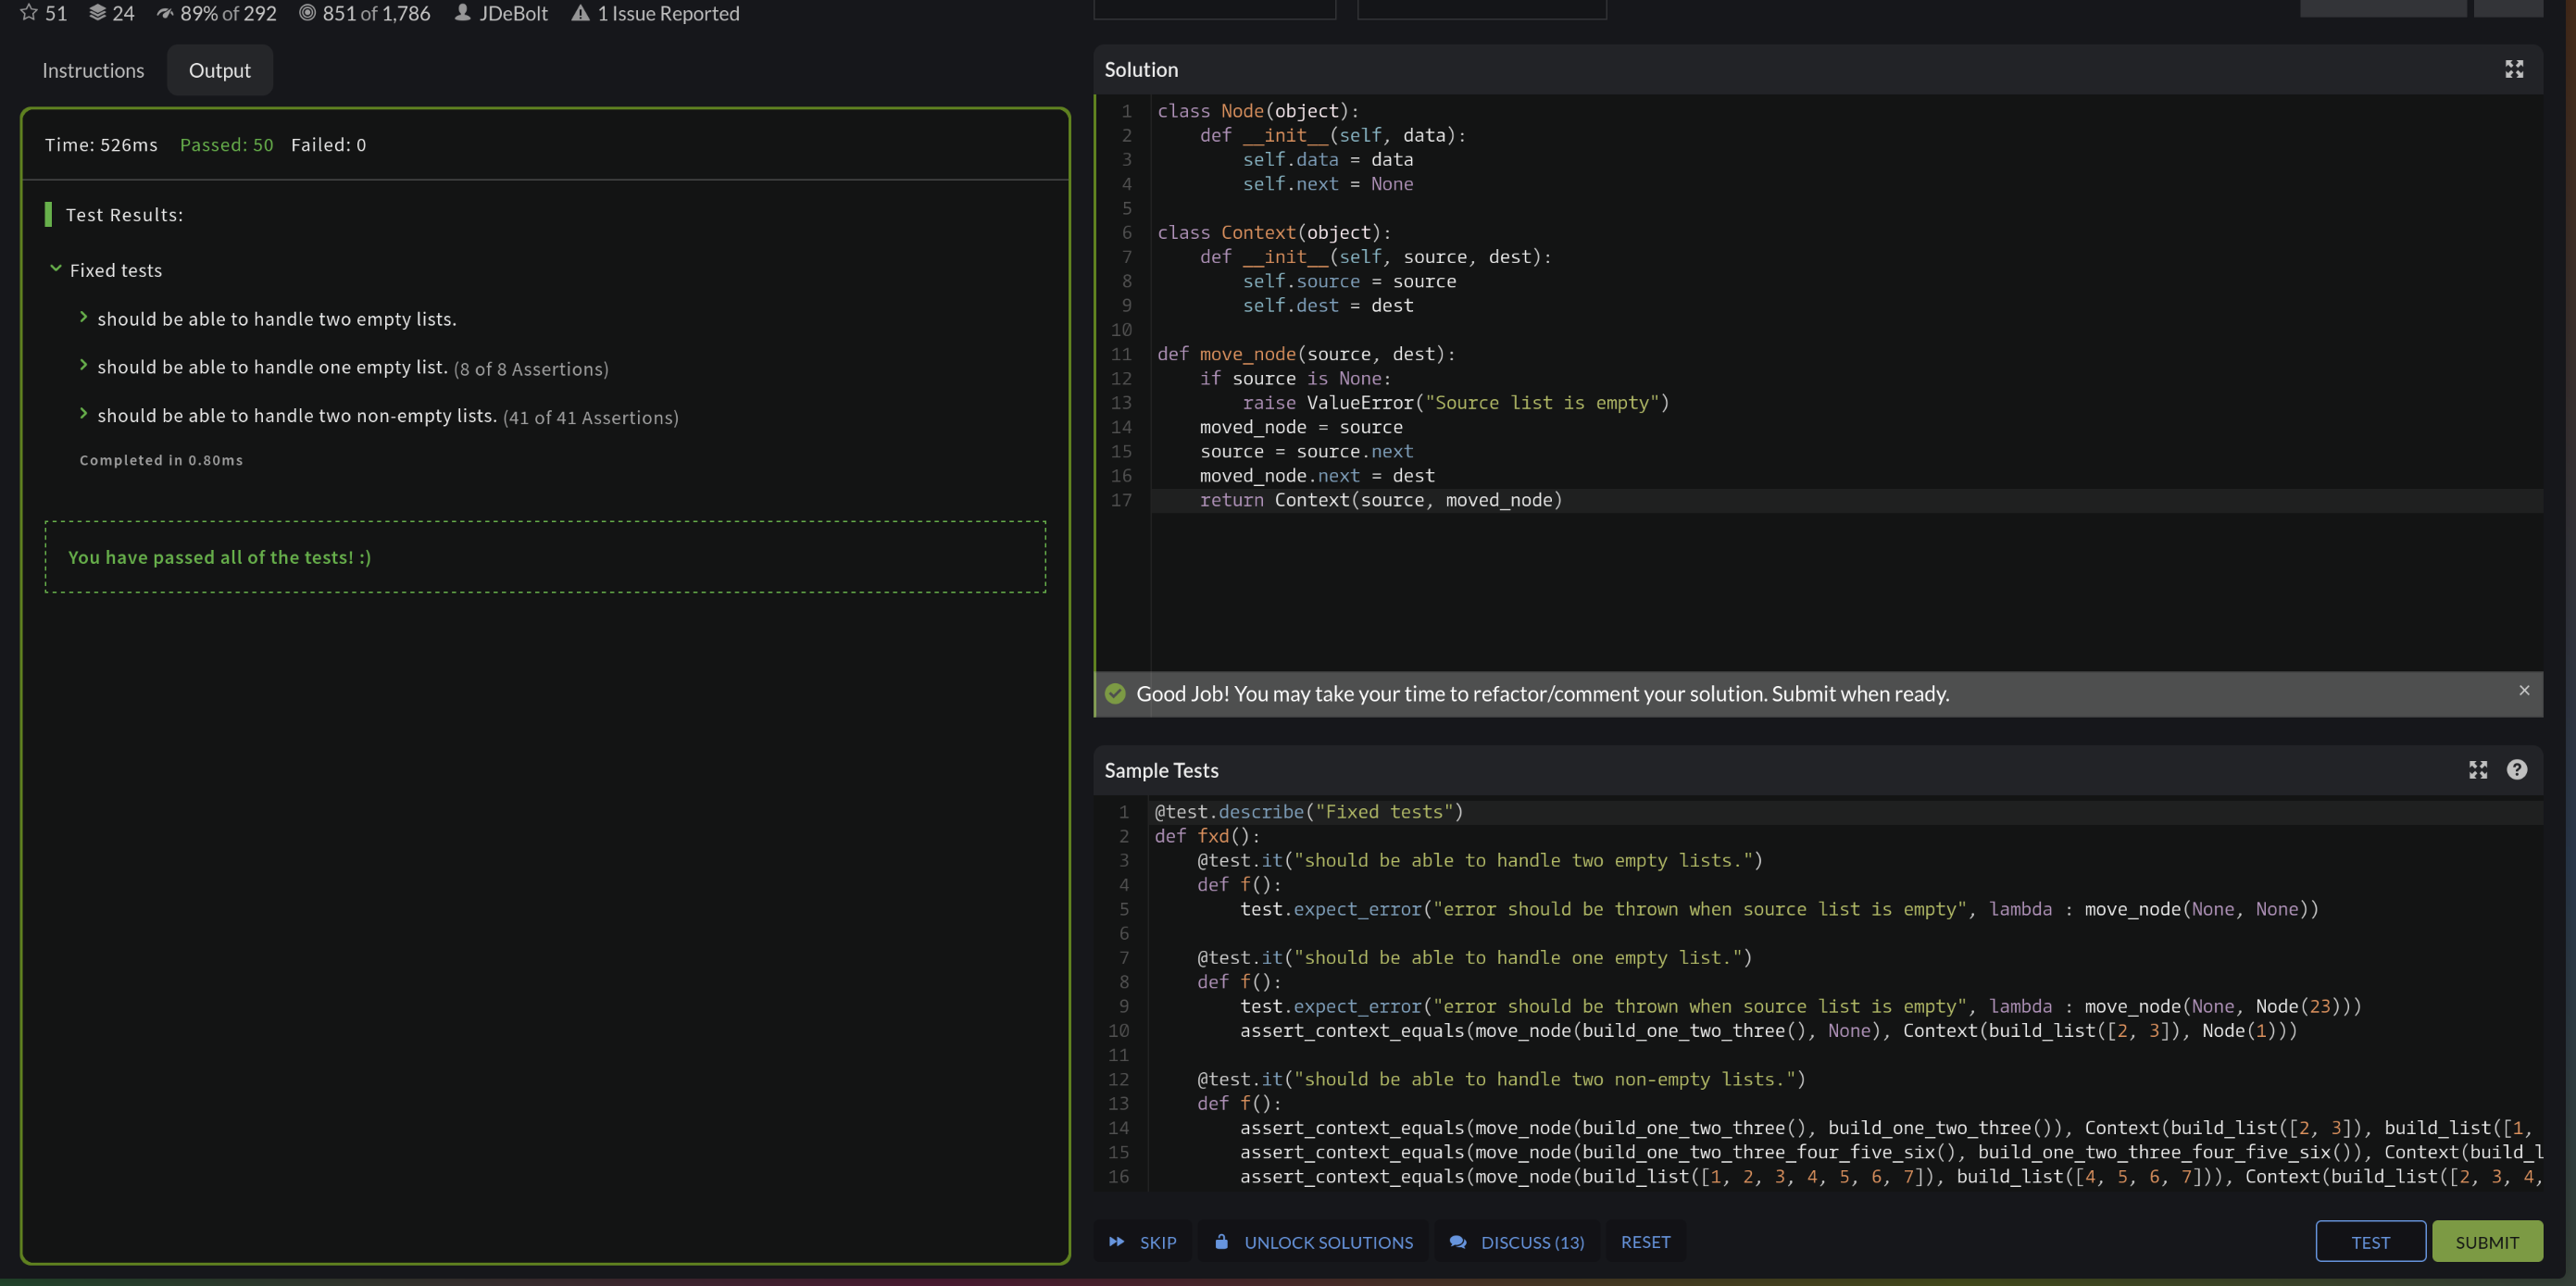 51 24 89% of 292 851 of 1,786 JDeBolt 1 Issue Reported
Instructions Output
Time: 526ms Passed: 50 Failed: 0
Test Results:
Fixed tests
should be able to handle two empty lists.
should be able to handle one empty list. (8 of 8 Assertions)
should be able to handle two non-empty lists. (41 of 41 Assertions)
Completed in 0.80ms
You have passed all of the tests! :)
Solution
1 class Node(object):
2     def __init__(self, data):
3         self.data = data
4         self.next = None
5
6 class Context(object):
7     def __init__(self, source, dest):
8         self.source = source
9         self.dest = dest
10
11 def move_node(source, dest):
12     if source is None:
13         raise ValueError("Source list is empty")
14     moved_node = source
15     source = source.next
16     moved_node.next = dest
17     return Context(source, moved_node)
Good Job! You may take your time to refactor/comment your solution. Submit when ready.
Sample Tests
1 @test.describe("Fixed tests")
2 def fxd():
3     @test.it("should be able to handle two empty lists.")
4     def f():
5         test.expect_error("error should be thrown when source list is empty", lambda : move_node(None, None))
6
7     @test.it("should be able to handle one empty list.")
8     def f():
9         test.expect_error("error should be thrown when source list is empty", lambda : move_node(None, Node(23)))
10         assert_context_equals(move_node(build_one_two_three(), None), Context(build_list([2, 3]), Node(1)))
11
12     @test.it("should be able to handle two non-empty lists.")
13     def f():
14         assert_context_equals(move_node(build_one_two_three(), build_one_two_three()), Context(build_list([2, 3]), build_list([1,
15         assert_context_equals(move_node(build_one_two_three_four_five_six(), build_one_two_three_four_five_six()), Context(build_l
16         assert_context_equals(move_node(build_list([1, 2, 3, 4, 5, 6, 7]), build_list([4, 5, 6, 7])), Context(build_list([2, 3, 4,
SKIP UNLOCK SOLUTIONS DISCUSS (13) RESET TEST SUBMIT